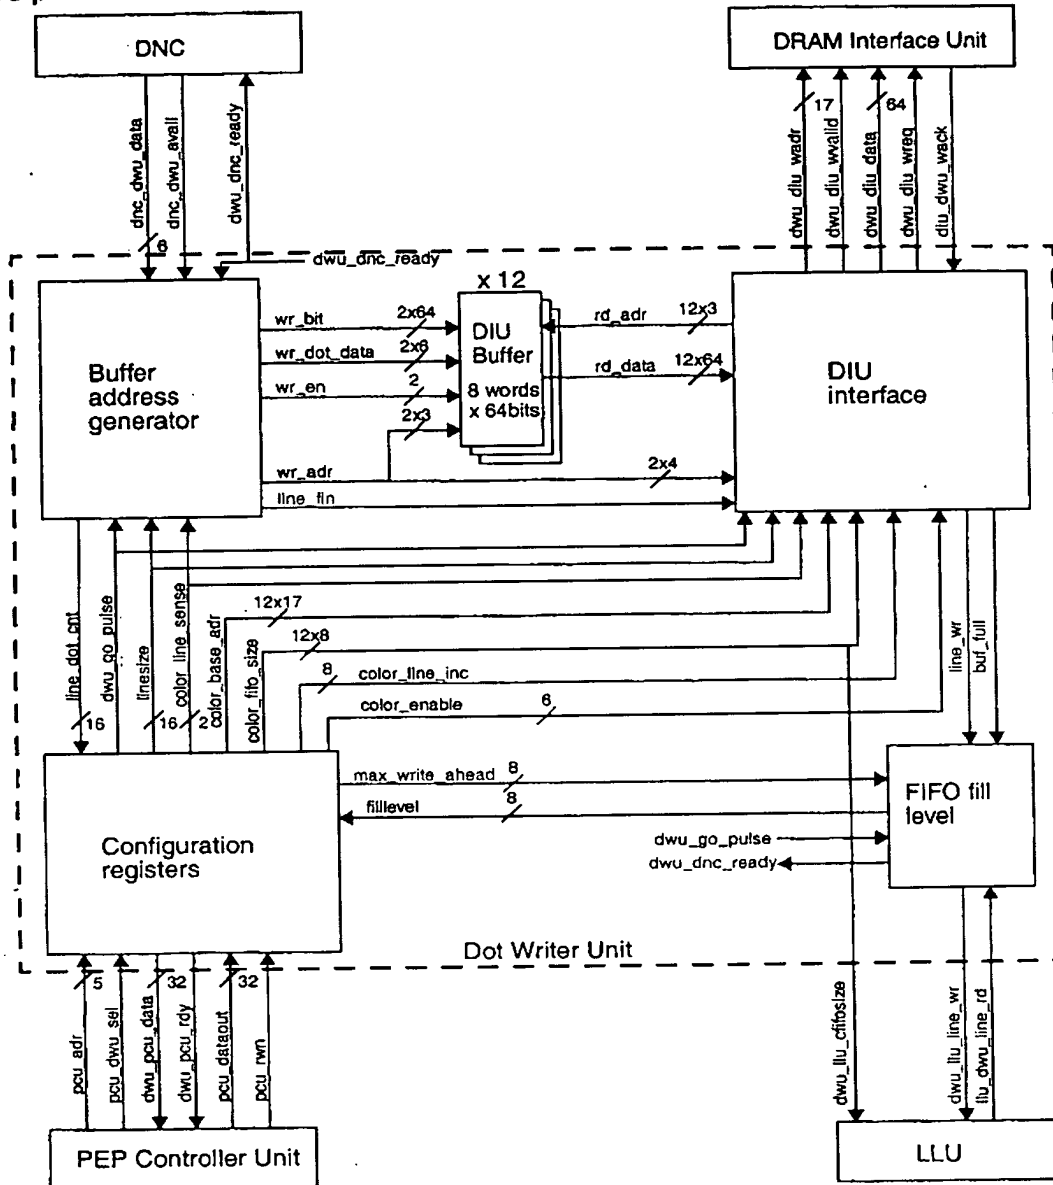 DNC
DRAM Interface Unit
dnc_dwu_data
dnc_dwu_avail
dwu_dnc_ready
6
17
64
dwu_diu_wadr
dwu_diu_wvalid
dwu_diu_data
dwu_diu_wreq
diu_dwu_wack
dwu_dnc_ready
x 12
Buffer
address
generator
wr_bit
2x64
wr_dot_data
2x6
wr_en
2
2x3
wr_adr
2x4
line_fin
DIU
Buffer
8 words
x 64bits
rd_adr
12x3
rd_data
12x64
DIU
interface
line_dot_cnt
dwu_go_pulse
linesize
color_line_sense
color_base_adr
color_fifo_size
16
16
2
12x17
12x8
8
color_line_inc
color_enable
6
line_wr
buf_full
Configuration
registers
max_write_ahead
8
filllevel
8
dwu_go_pulse
dwu_dnc_ready
FIFO fill
level
Dot Writer Unit
5
32
32
pcu_adr
pcu_dwu_sel
dwu_pcu_data
dwu_pcu_rdy
pcu_dataout
pcu_rwn
dwu_llu_cfifosize
dwu_llu_line_wr
llu_dwu_line_rd
PEP Controller Unit
LLU